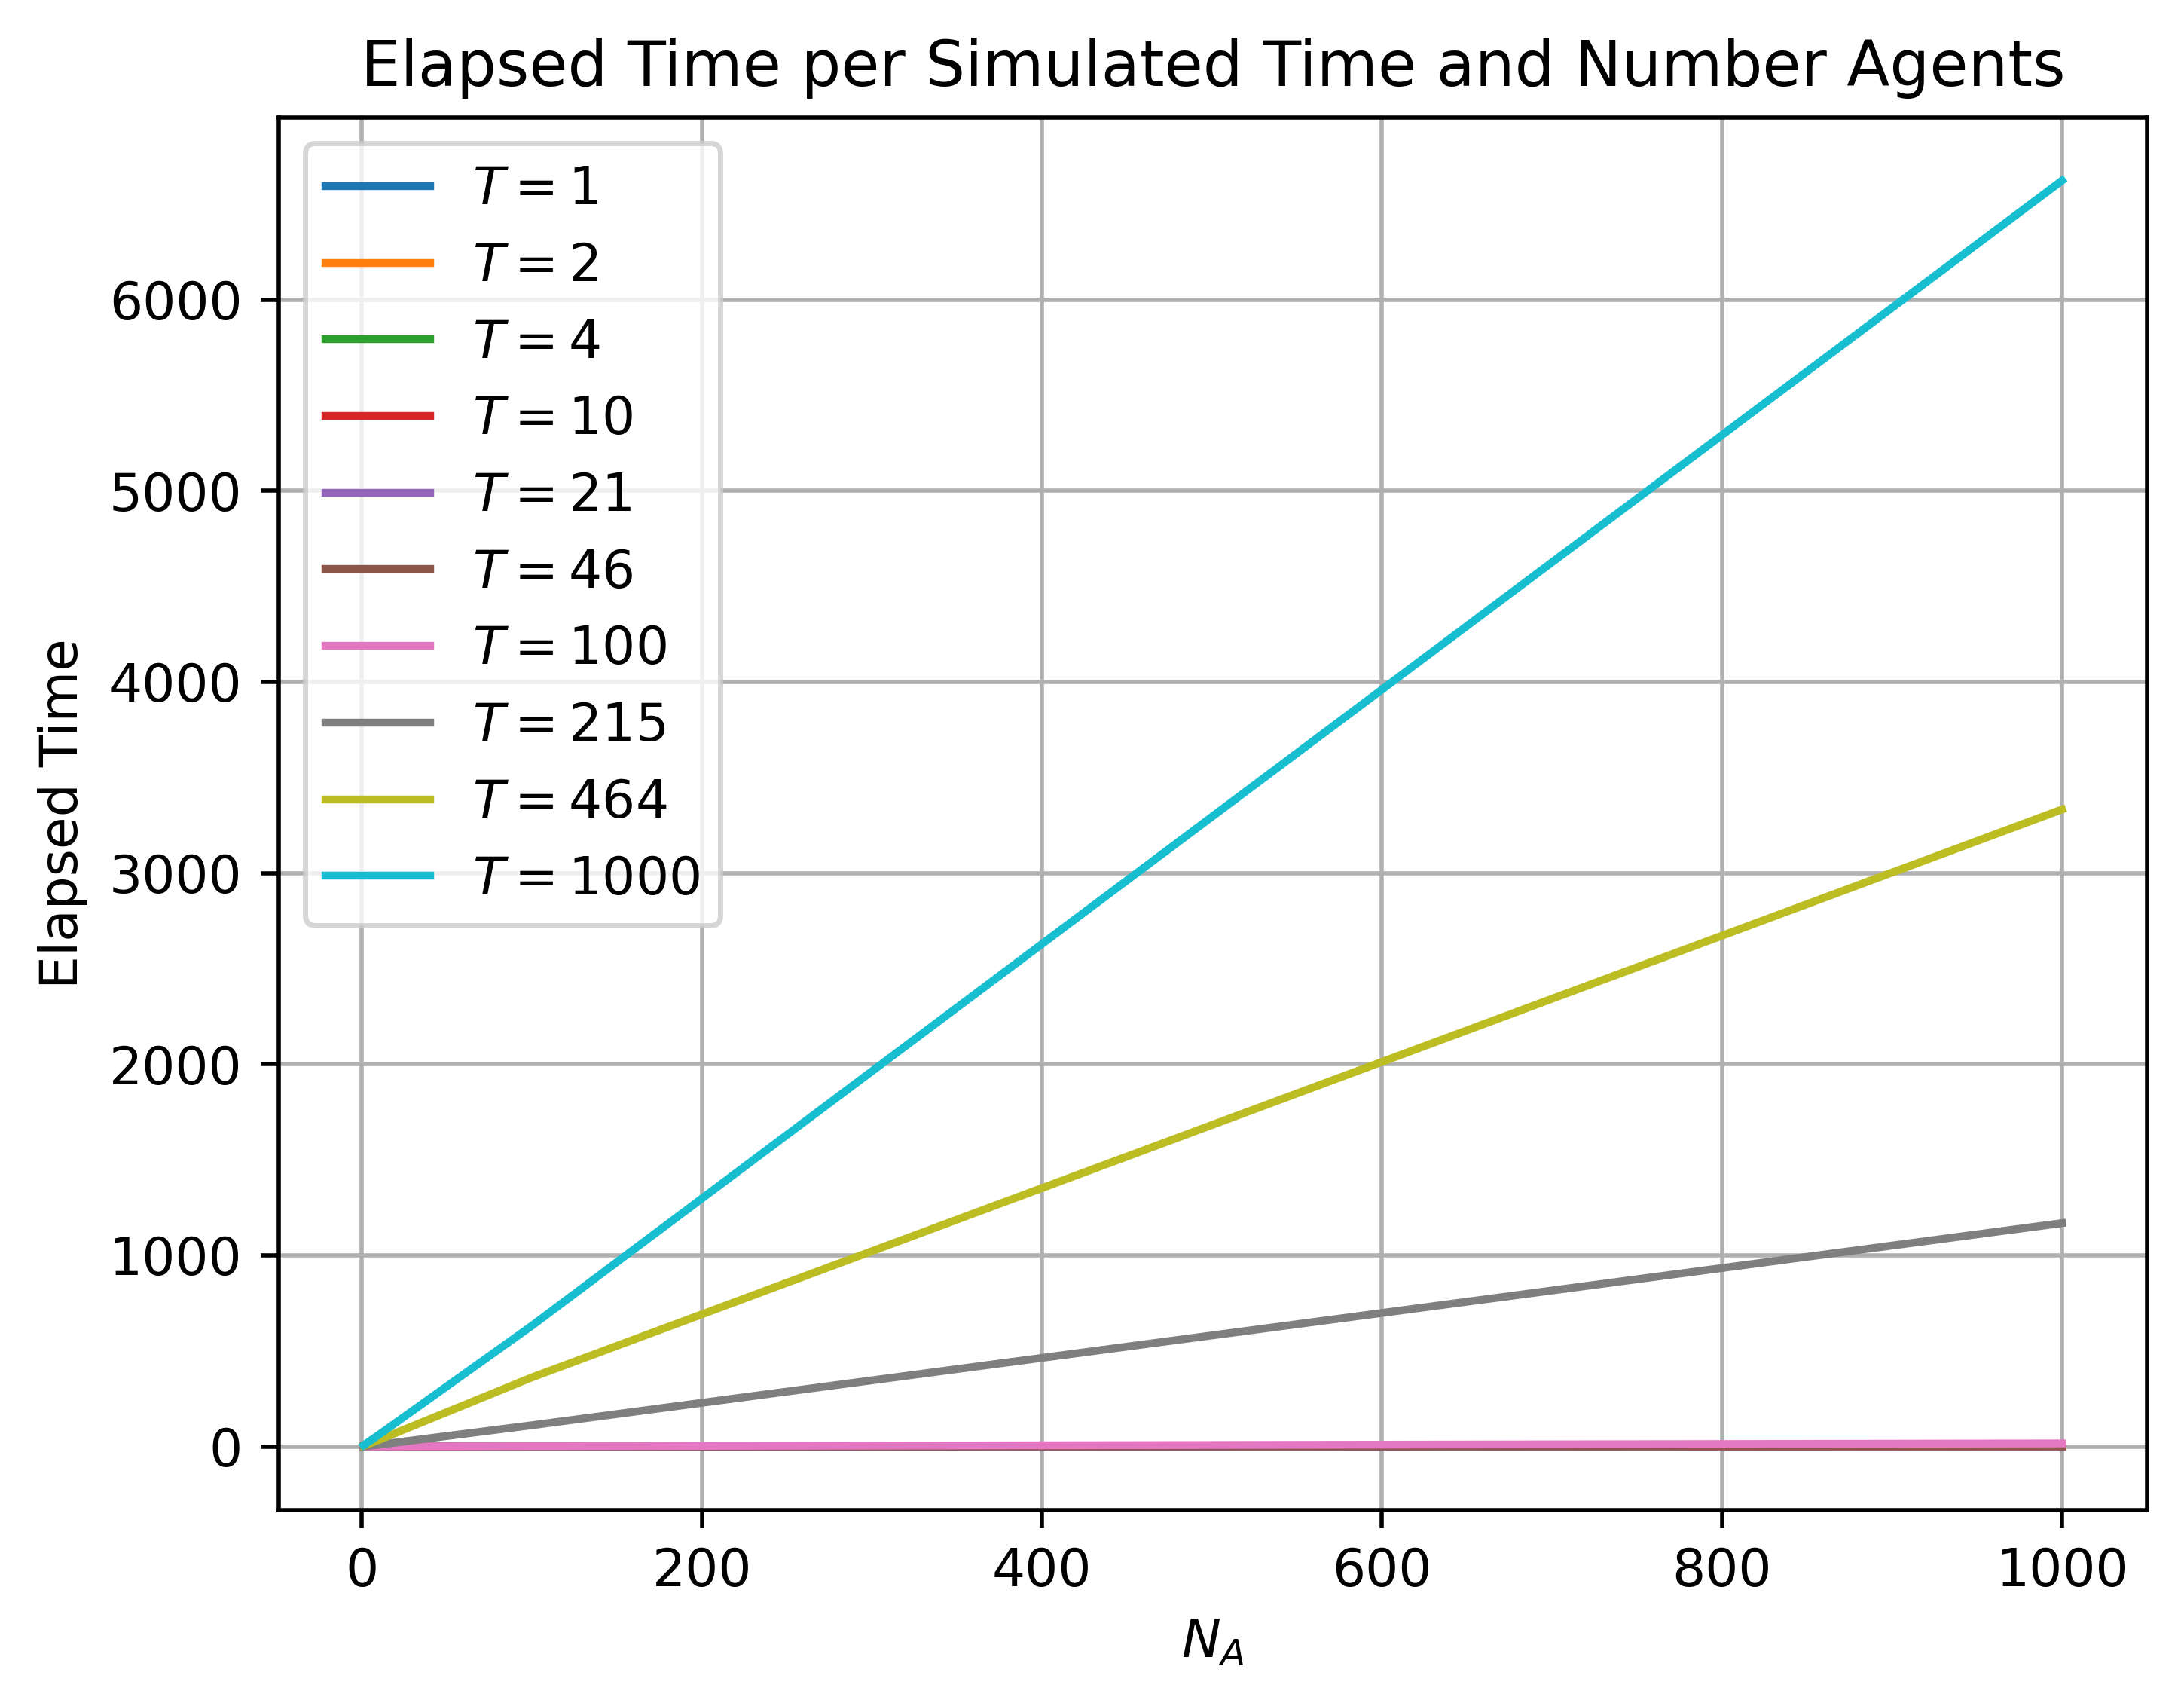 Elapsed Time per Simulated Time and Number Agents
T = 1
T = 2
T = 4
T = 10
T = 21
T = 46
T = 100
T = 215
T = 464
T = 1000
6000
5000
4000
3000
2000
1000
0
Elapsed Time
0 200 400 600 800 1000
N_A